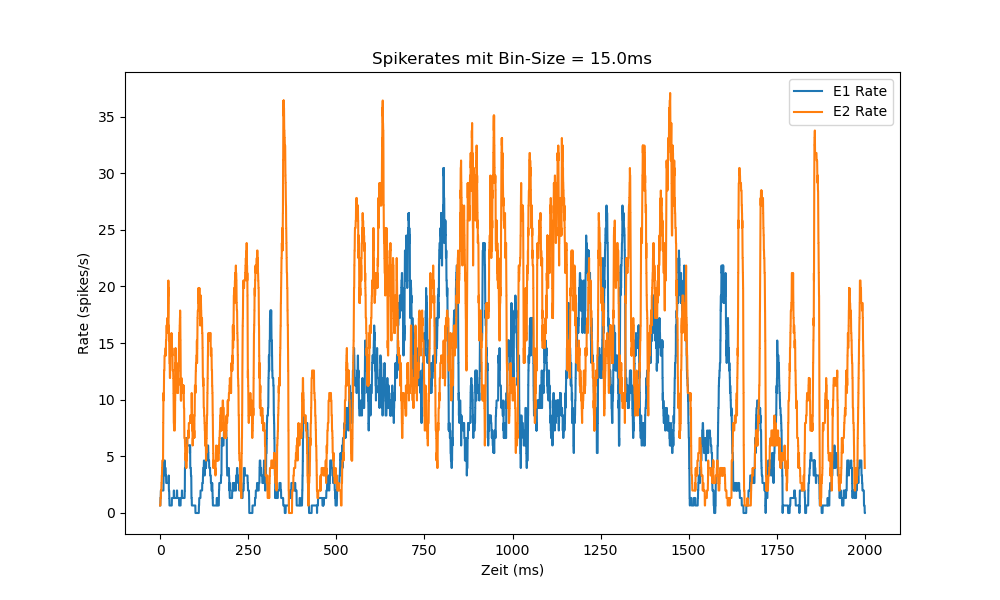 Spikerates mit Bin-Size = 15.0ms
E1 Rate
E2 Rate
Rate (spikes/s)
35
30
25
20
15
10
5
0
0 250 500 750 1000 1250 1500 1750 2000
Zeit (ms)